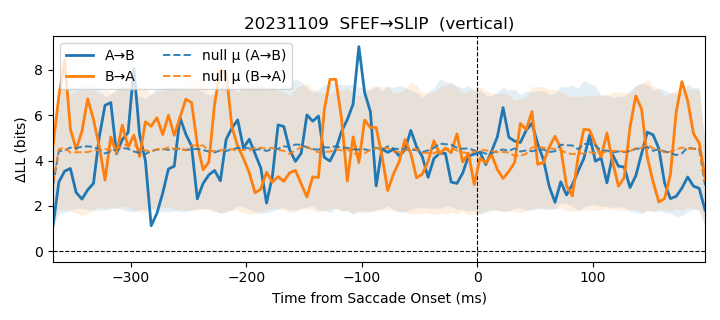 20231109  SFEF→SLIP  (vertical)
A→B
B→A
null μ (A→B)
null μ (B→A)
ΔLL (bits)
8
6
4
2
0
−300
−200
−100
0
100
Time from Saccade Onset (ms)